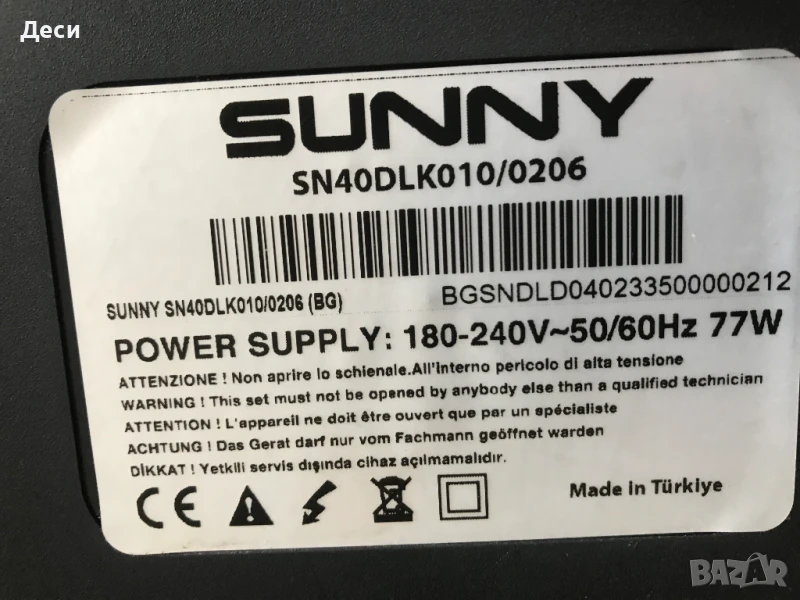 Деси
SUNNY
SN40DLK010/0206
SUNNY SN40DLK010/0206 (BG)
BGSNDLD040233500000212
POWER SUPPLY: 180-240V~50/60Hz 77W
ATTENZIONE ! Non aprire lo schienale.All'interno pericolo di alta tensione
WARNING ! This set must not be opened by anybody else than a qualified technician
ATTENTION ! L'appareil ne doit être ouvert que par un spécialiste
ACHTUNG ! Das Gerat darf nur vom Fachmann geöffnet warden
DİKKAT ! Yetkili servis dışında cihaz açılmamalıdır.
CE
Made in Türkiye
BAZAR